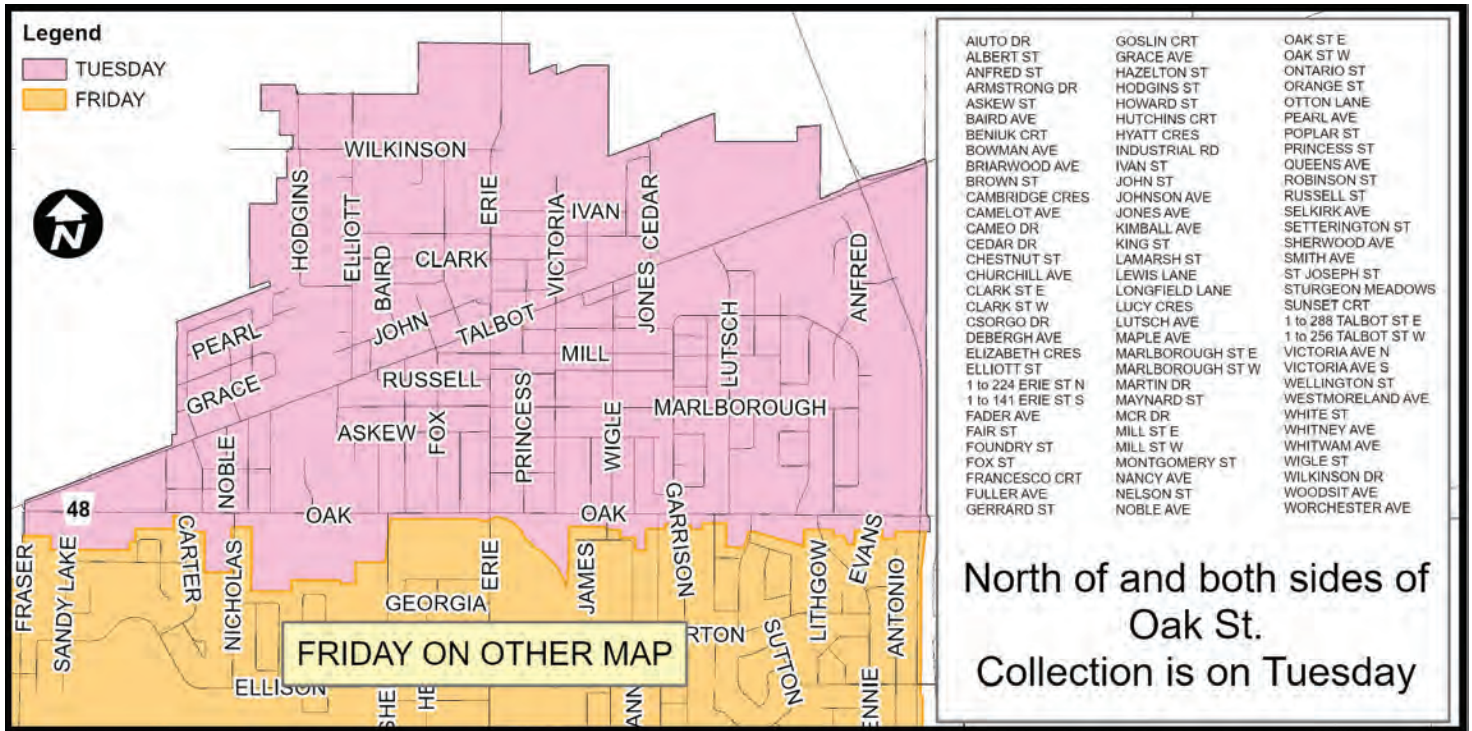 Legend
TUESDAY
FRIDAY
N
WILKINSON
HODGINS
ELLIOTT
ERIE
VICTORIA
IVAN
CEDAR
BAIRD
CLARK
JONES
ANFRED
PEARL
JOHN
TALBOT
MILL
LUTSCH
GRACE
RUSSELL
PRINCESS
MARLBOROUGH
ASKEW
FOX
WIGLE
NOBLE
48
OAK
OAK
GARRISON
FRASER
SANDY LAKE
CARTER
NICHOLAS
ERIE
JAMES
LITHGOW
EVANS
ANTONIO
GEORGIA
RTON
SUTTON
FRIDAY ON OTHER MAP
ELLISON
SHE
HE
ANN
ENNIE
AIUTO DR
ALBERT ST
ANFRED ST
ARMSTRONG DR
ASKEW ST
BAIRD AVE
BENIUK CRT
BOWMAN AVE
BRIARWOOD AVE
BROWN ST
CAMBRIDGE CRES
CAMELOT AVE
CAMEO DR
CEDAR DR
CHESTNUT ST
CHURCHILL AVE
CLARK ST E
CLARK ST W
CSORGO DR
DEBERGH AVE
ELIZABETH CRES
ELLIOTT ST
1 to 224 ERIE ST N
1 to 141 ERIE ST S
FADER AVE
FAIR ST
FOUNDRY ST
FOX ST
FRANCESCO CRT
FULLER AVE
GERRARD ST
GOSLIN CRT
GRACE AVE
HAZELTON ST
HODGINS ST
HOWARD ST
HUTCHINS CRT
HYATT CRES
INDUSTRIAL RD
IVAN ST
JOHN ST
JOHNSON AVE
JONES AVE
KIMBALL AVE
KING ST
LAMARSH ST
LEWIS LANE
LONGFIELD LANE
LUCY CRES
LUTSCH AVE
MAPLE AVE
MARLBOROUGH ST E
MARLBOROUGH ST W
MARTIN DR
MAYNARD ST
MCR DR
MILL ST E
MILL ST W
MONTGOMERY ST
NANCY AVE
NELSON ST
NOBLE AVE
OAK ST E
OAK ST W
ONTARIO ST
ORANGE ST
OTTON LANE
PEARL AVE
POPLAR ST
PRINCESS ST
QUEENS AVE
ROBINSON ST
RUSSELL ST
SELKIRK AVE
SETTERINGTON ST
SHERWOOD AVE
SMITH AVE
ST JOSEPH ST
STURGEON MEADOWS
SUNSET CRT
1 to 288 TALBOT ST E
1 to 256 TALBOT ST W
VICTORIA AVE N
VICTORIA AVE S
WELLINGTON ST
WESTMORELAND AVE
WHITE ST
WHITNEY AVE
WHITWAM AVE
WIGLE ST
WILKINSON DR
WOODSIT AVE
WORCHESTER AVE
North of and both sides of
Oak St.
Collection is on Tuesday